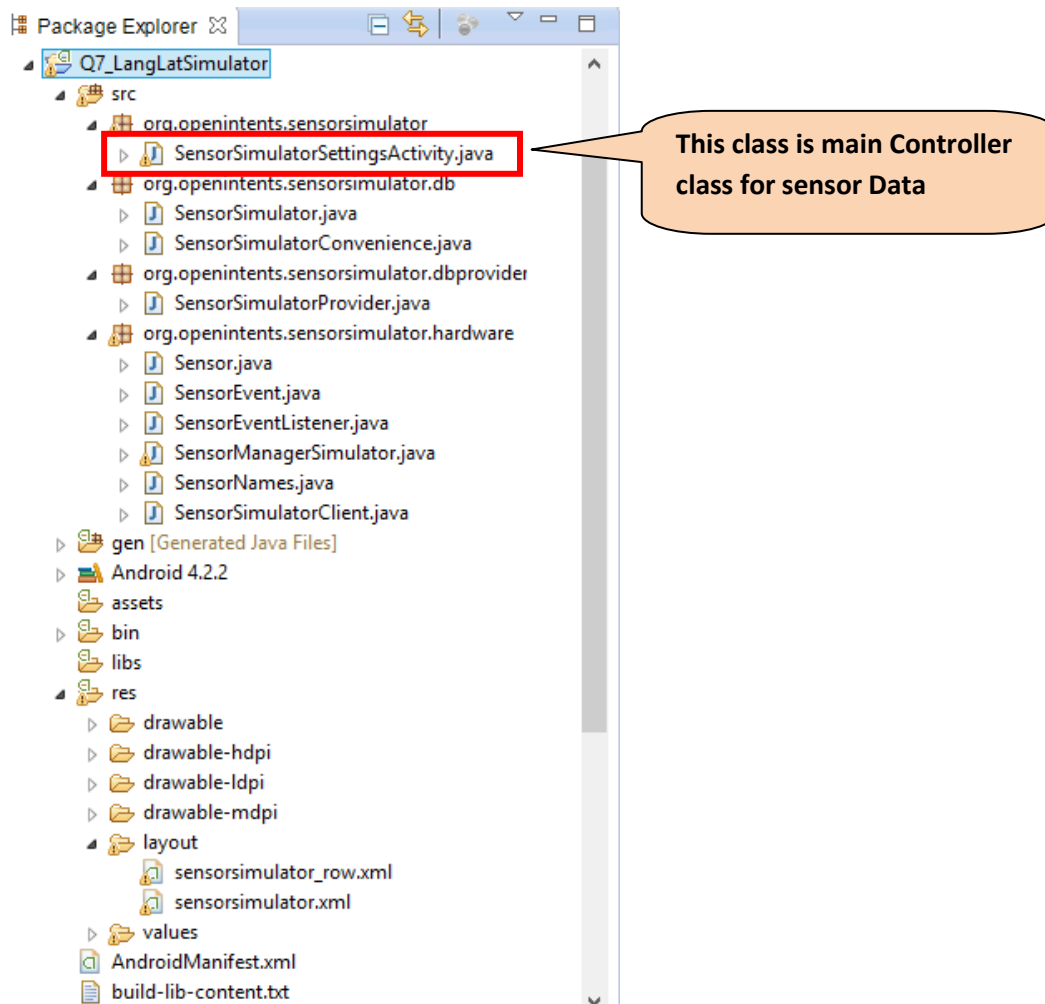 Package Explorer
Q7_LangLatSimulator
src
org.openintents.sensorsimulator
SensorSimulatorSettingsActivity.java
This class is main Controller
class for sensor Data
org.openintents.sensorsimulator.db
SensorSimulator.java
SensorSimulatorConvenience.java
org.openintents.sensorsimulator.dbprovider
SensorSimulatorProvider.java
org.openintents.sensorsimulator.hardware
Sensor.java
SensorEvent.java
SensorEventListener.java
SensorManagerSimulator.java
SensorNames.java
SensorSimulatorClient.java
gen [Generated Java Files]
Android 4.2.2
assets
bin
libs
res
drawable
drawable-hdpi
drawable-ldpi
drawable-mdpi
layout
sensorsimulator_row.xml
sensorsimulator.xml
values
AndroidManifest.xml
build-lib-content.txt